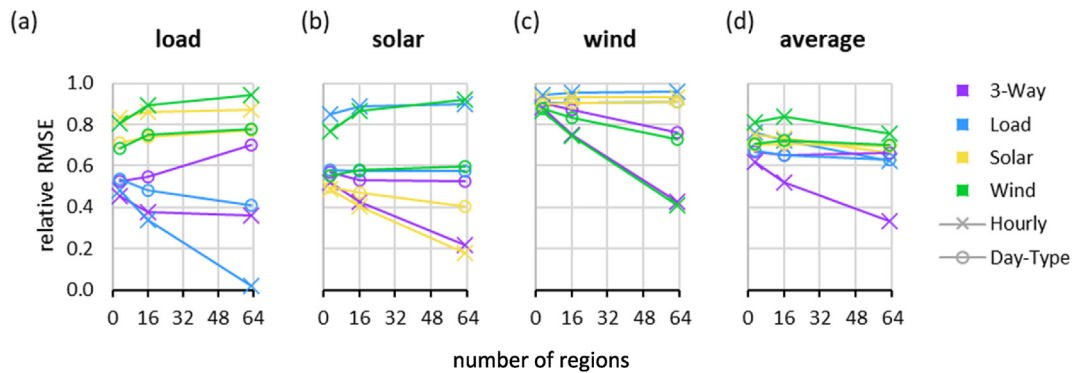 (a) load (b) solar (c) wind (d) average
relative RMSE
1.0
0.8
0.6
0.4
0.2
0.0
0 16 32 48 64 0 16 32 48 64 0 16 32 48 64 0 16 32 48 64
number of regions
3-Way
Load
Solar
Wind
Hourly
Day-Type